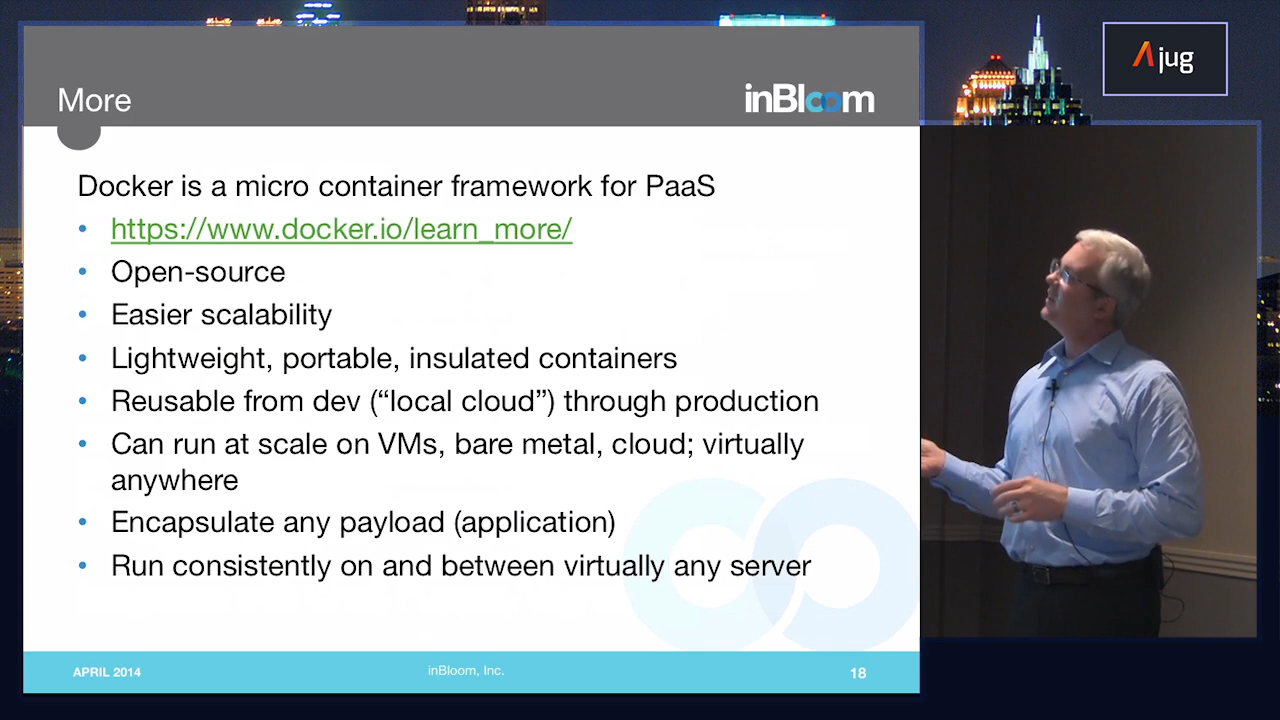 More
inBloom
Ajug
Docker is a micro container framework for PaaS
• https://www.docker.io/learn_more/
• Open-source
• Easier scalability
• Lightweight, portable, insulated containers
• Reusable from dev (“local cloud”) through production
• Can run at scale on VMs, bare metal, cloud; virtually
anywhere
• Encapsulate any payload (application)
• Run consistently on and between virtually any server
APRIL 2014
inBloom, Inc.
18